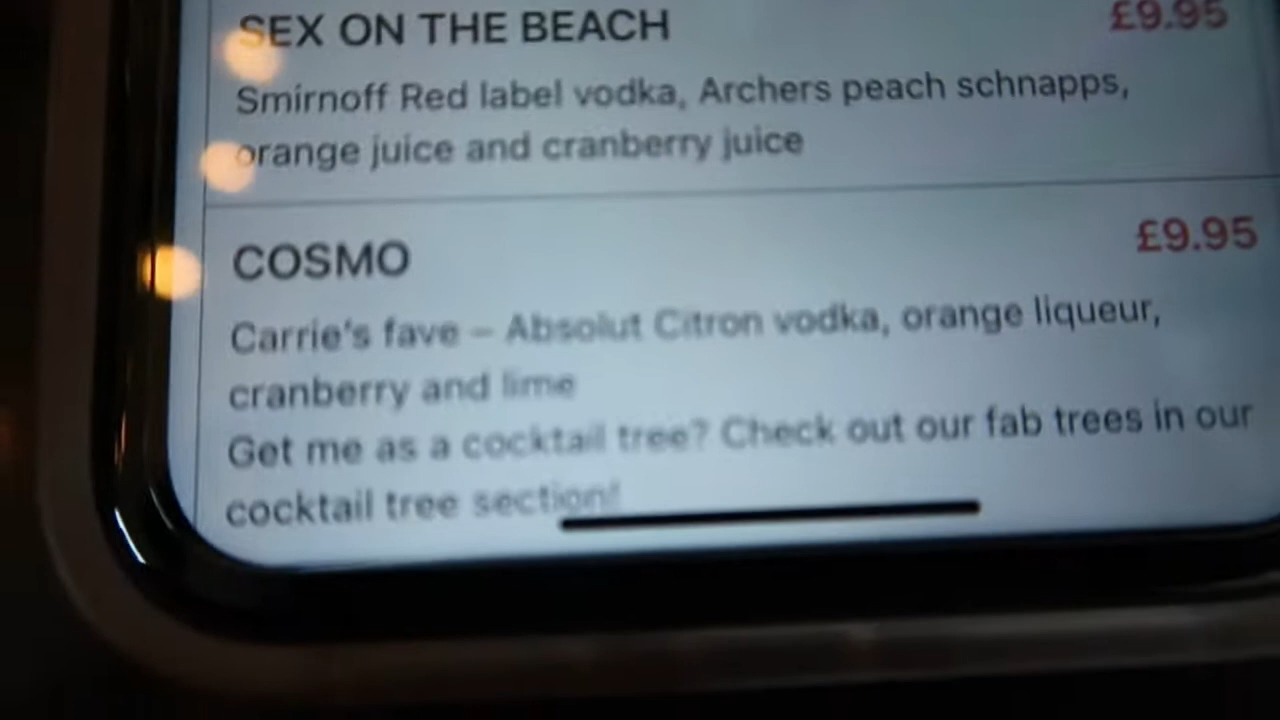 SEX ON THE BEACH £9.95
Smirnoff Red label vodka, Archers peach schnapps,
orange juice and cranberry juice
COSMO £9.95
Carrie's fave – Absolut Citron vodka, orange liqueur,
cranberry and lime
Get me as a cocktail tree? Check out our fab trees in our
cocktail tree section!